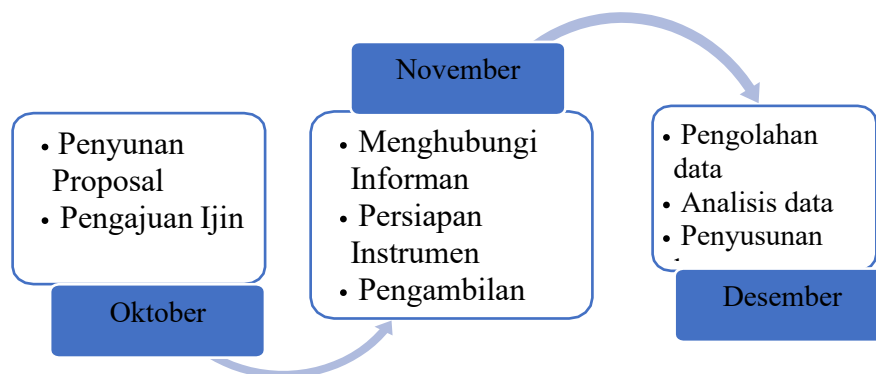 • Penyunan
Proposal
• Pengajuan Ijin
Oktober
November
• Menghubungi
Informan
• Persiapan
Instrumen
• Pengambilan
• Pengolahan
data
• Analisis data
• Penyusunan
Desember